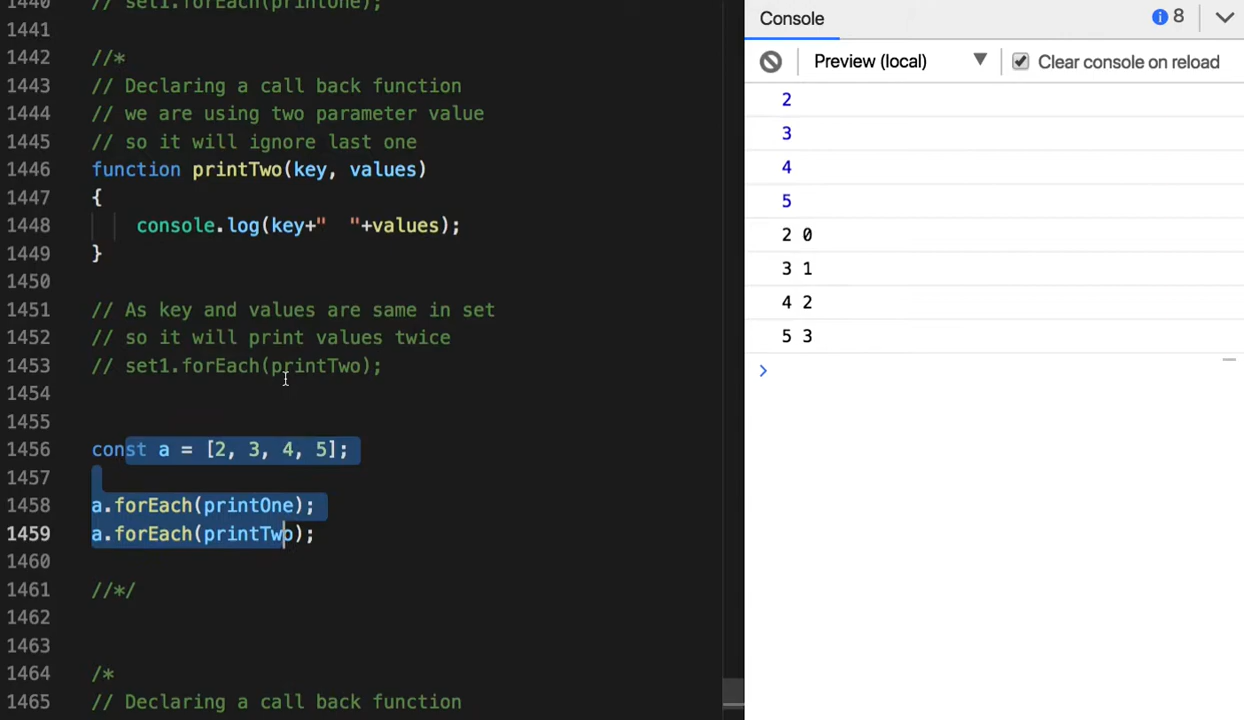 1440 // set1.forEach(printOne);
1441
1442 //*
1443 // Declaring a call back function
1444 // we are using two parameter value
1445 // so it will ignore last one
1446 function printTwo(key, values)
1447 {
1448 console.log(key+"  "+values);
1449 }
1450
1451 // As key and values are same in set
1452 // so it will print values twice
1453 // set1.forEach(printTwo);
1454
1455
1456 const a = [2, 3, 4, 5];
1457
1458 a.forEach(printOne);
1459 a.forEach(printTwo);
1460
1461 //*/
1462
1463
1464 /*
1465 // Declaring a call back function
Console
8
Preview (local)
Clear console on reload
2
3
4
5
2 0
3 1
4 2
5 3